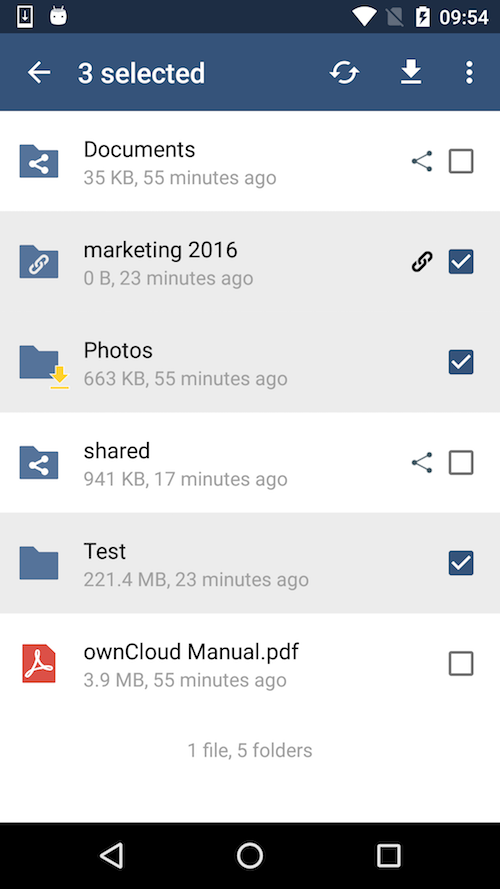 09:54
3 selected
Documents
35 KB, 55 minutes ago
marketing 2016
0 B, 23 minutes ago
Photos
663 KB, 55 minutes ago
shared
941 KB, 17 minutes ago
Test
221.4 MB, 23 minutes ago
ownCloud Manual.pdf
3.9 MB, 55 minutes ago
1 file, 5 folders